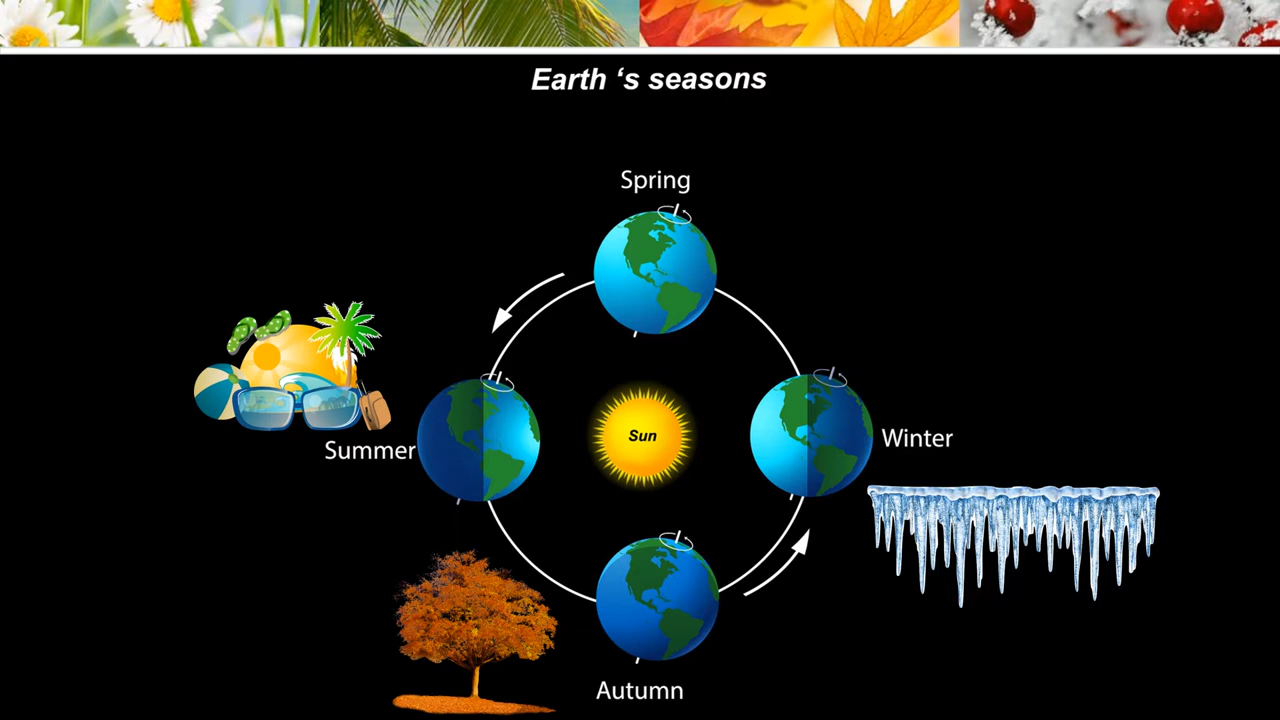 Earth ‘s seasons
Spring
Sun
Summer
Winter
Autumn